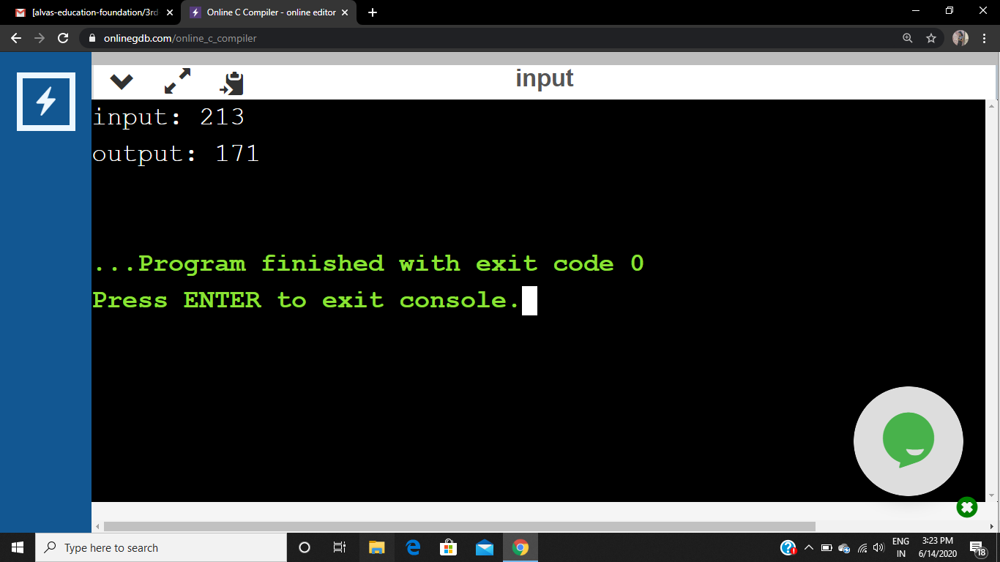 [alvas-education-foundation/3rd
Online C Compiler - online editor
onlinegdb.com/online_c_compiler
input
input: 213
output: 171
...Program finished with exit code 0
Press ENTER to exit console.
Type here to search
ENG
IN
3:23 PM
6/14/2020
18